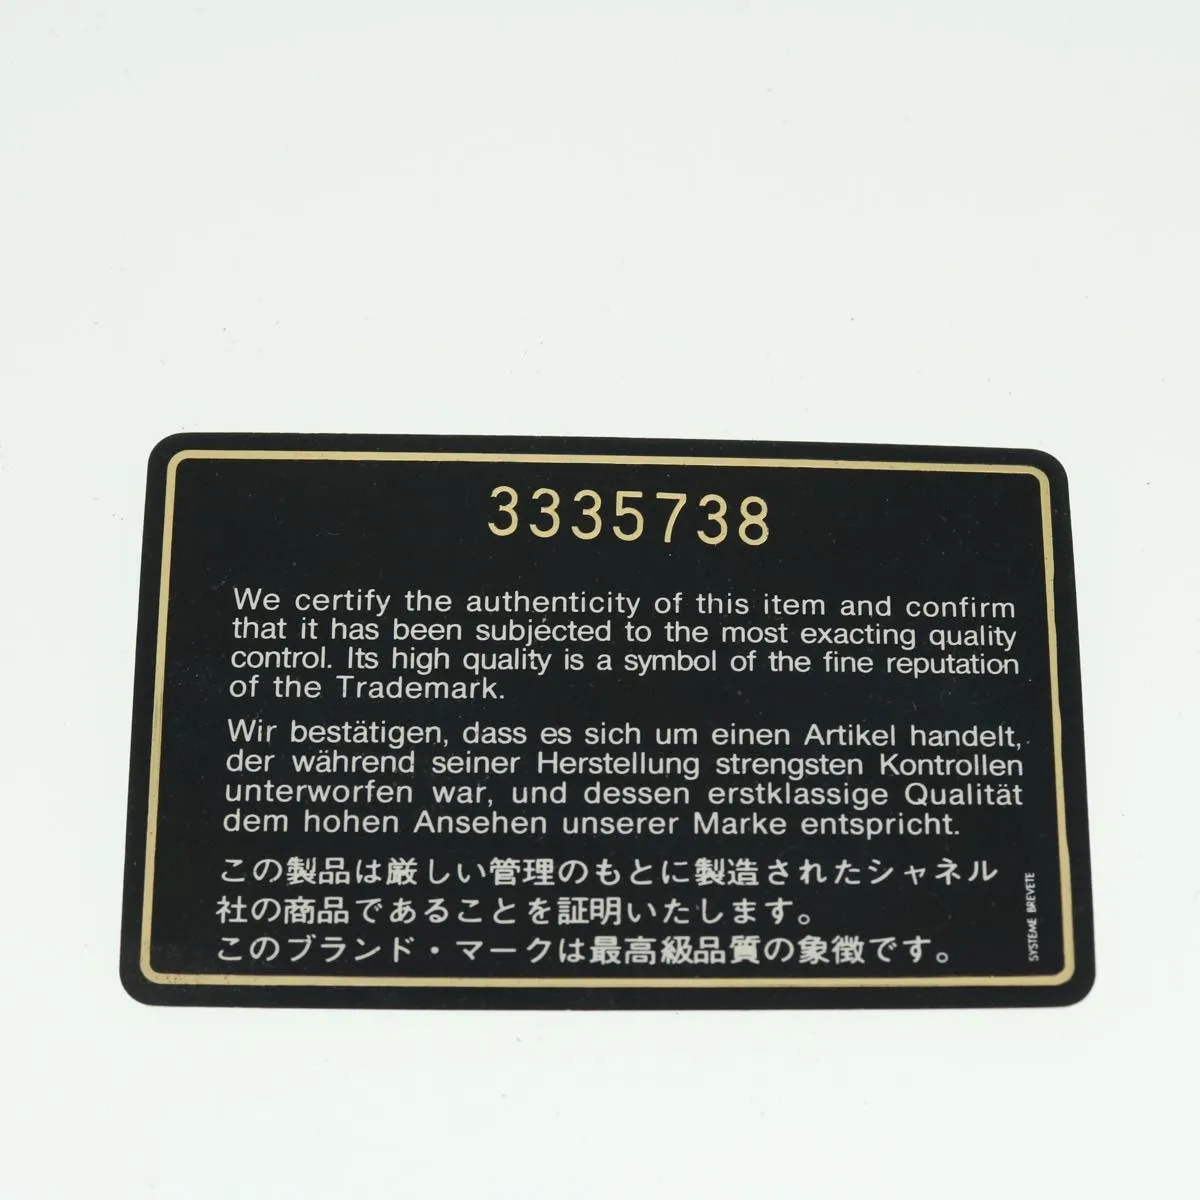 3335738
We certify the authenticity of this item and confirm
that it has been subjected to the most exacting quality
control. Its high quality is a symbol of the fine reputation
of the Trademark.
Wir bestätigen, dass es sich um einen Artikel handelt,
der während seiner Herstellung strengsten Kontrollen
unterworfen war, und dessen erstklassige Qualität
dem hohen Ansehen unserer Marke entspricht.
この製品は厳しい管理のもとに製造されたシャネル
社の商品であることを証明いたします。
このブランド・マークは最高級品質の象徴です。
SYSTEME BREVETE